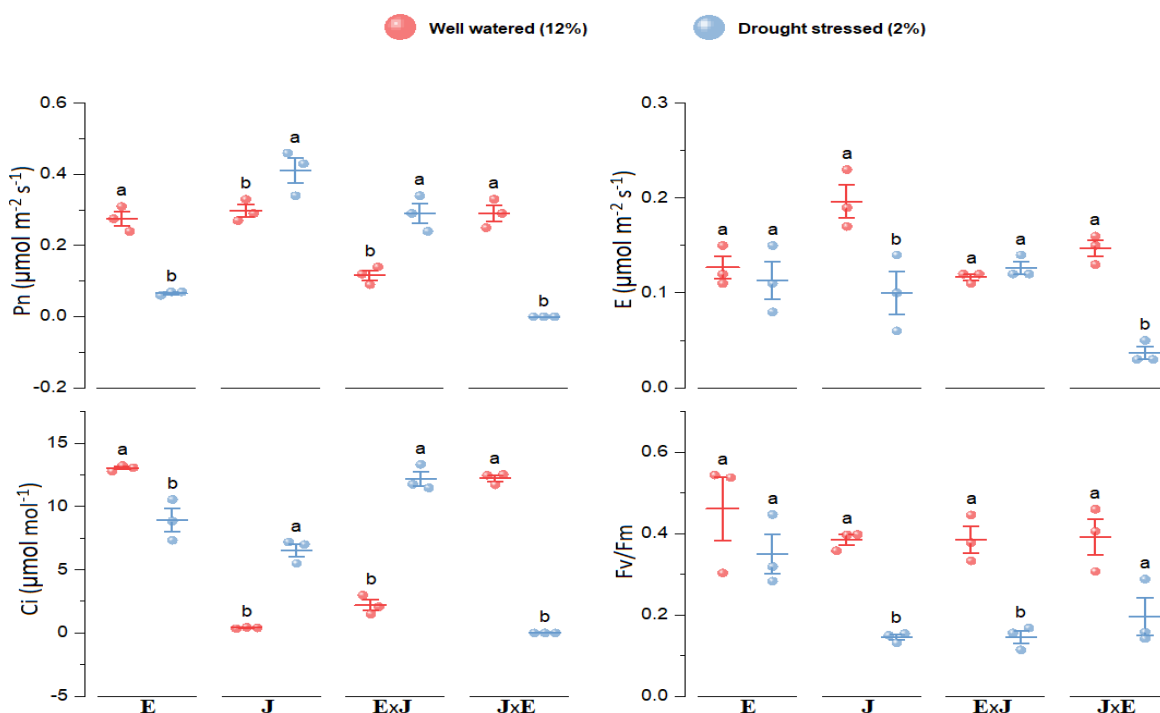 Well watered (12%) Drought stressed (2%)
Pn (µmol m⁻² s⁻¹)
0.6
0.4
0.2
0.0
-0.2
a b b a b a a b
E (µmol m⁻² s⁻¹)
0.3
0.2
0.1
0.0
a a a b a a a b
Ci (µmol mol⁻¹)
15
10
5
0
-5
a b b a b a a b
E J E×J J×E
Fv/Fm
0.6
0.4
0.2
0.0
a a a b a b a a
E J E×J J×E